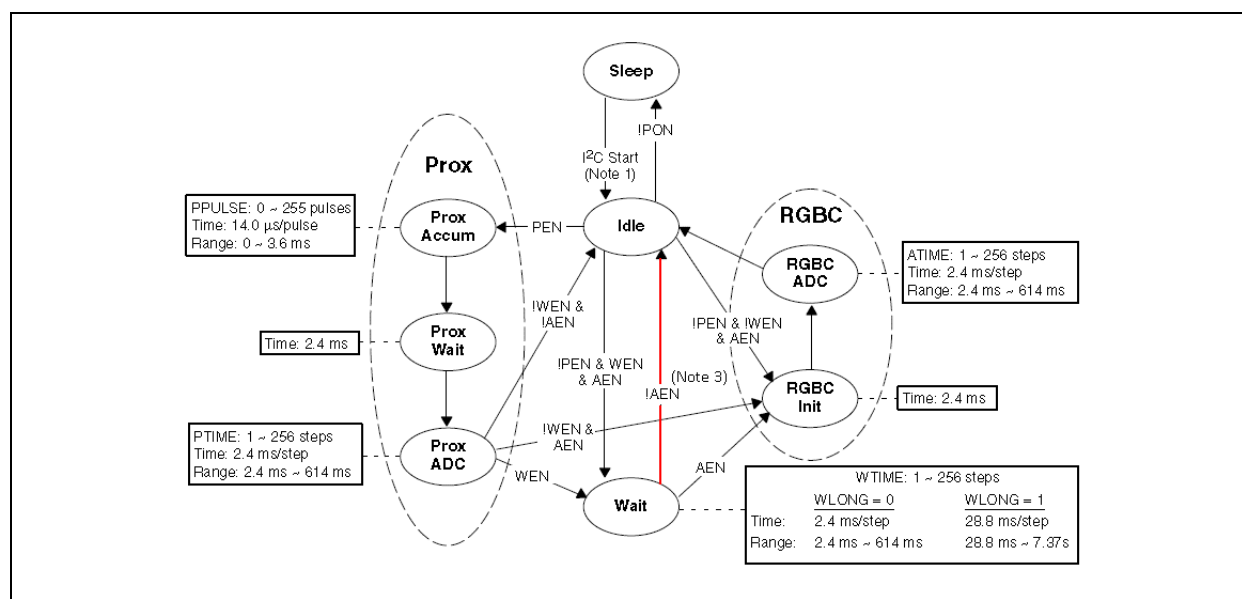 Sleep
!PON
I²C Start
(Note 1)
Prox
PPULSE: 0 ~ 255 pulses
Time: 14.0 µs/pulse
Range: 0 ~ 3.6 ms
Prox
Accum
PEN
Idle
RGBC
RGBC
ADC
ATIME: 1 ~ 256 steps
Time: 2.4 ms/step
Range: 2.4 ms ~ 614 ms
!WEN &
!AEN
!PEN & !WEN
& AEN
Time: 2.4 ms
Prox
Wait
!PEN & WEN
& AEN
(Note 3)
!AEN
RGBC
Init
Time: 2.4 ms
PTIME: 1 ~ 256 steps
Time: 2.4 ms/step
Range: 2.4 ms ~ 614 ms
Prox
ADC
!WEN &
AEN
WEN
AEN
Wait
WTIME: 1 ~ 256 steps
WLONG = 0 WLONG = 1
Time: 2.4 ms/step 28.8 ms/step
Range: 2.4 ms ~ 614 ms 28.8 ms ~ 7.37s